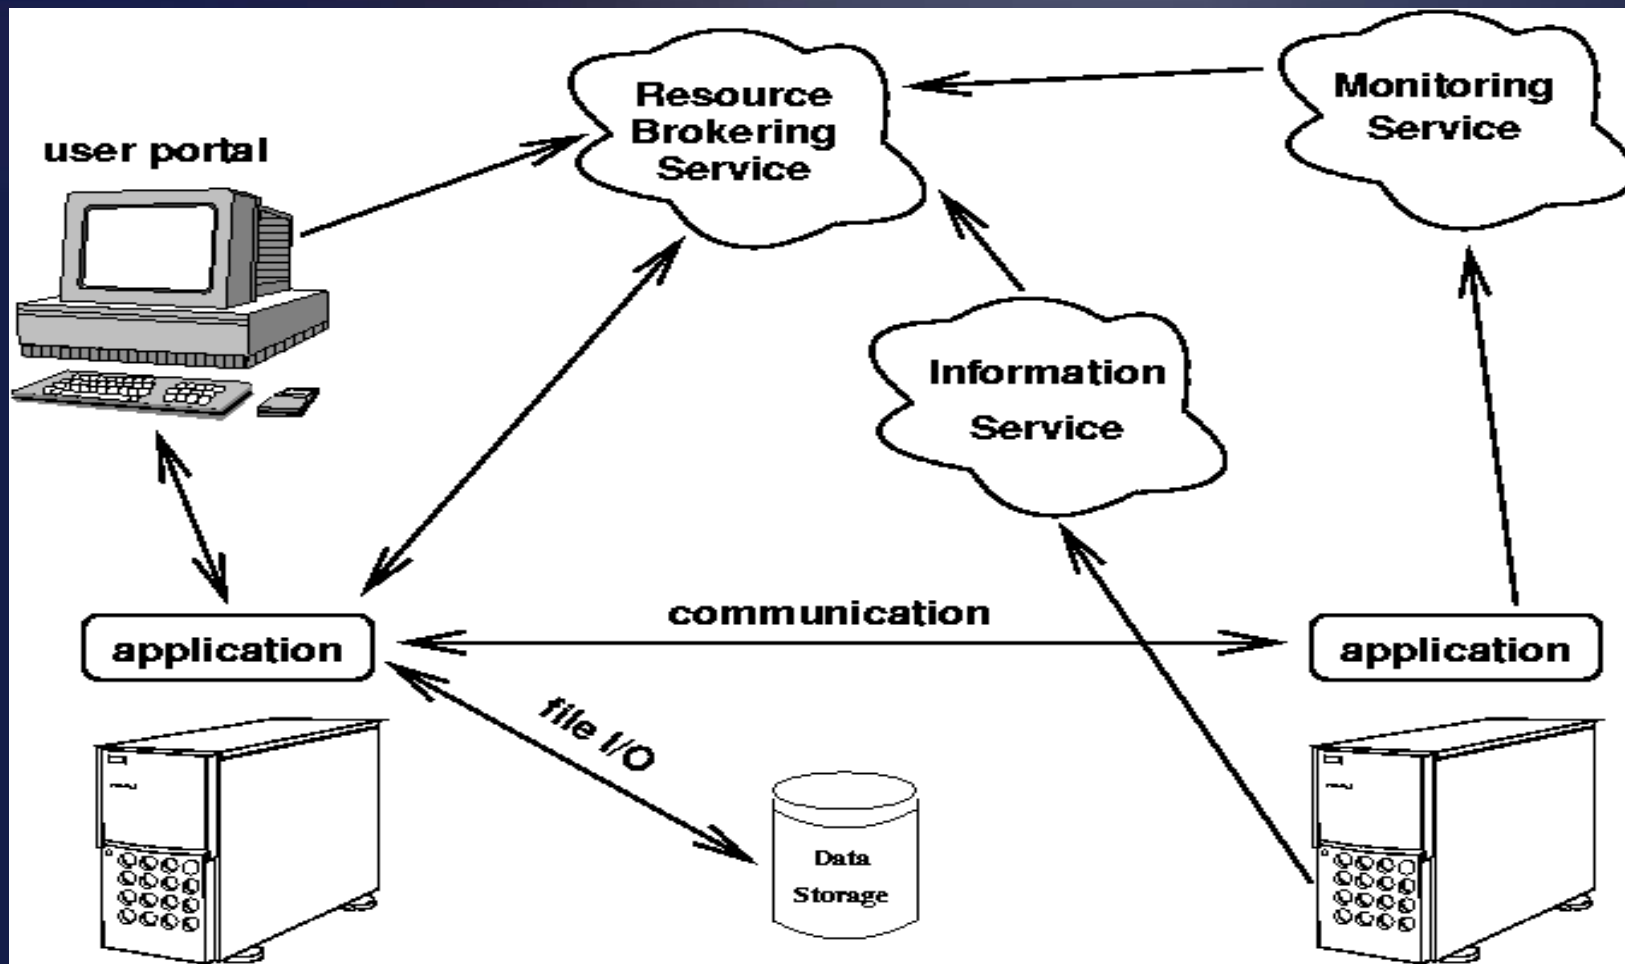 Resource
Brokering
Service
Monitoring
Service
user portal
Information
Service
communication
application
application
file I/O
Data
Storage